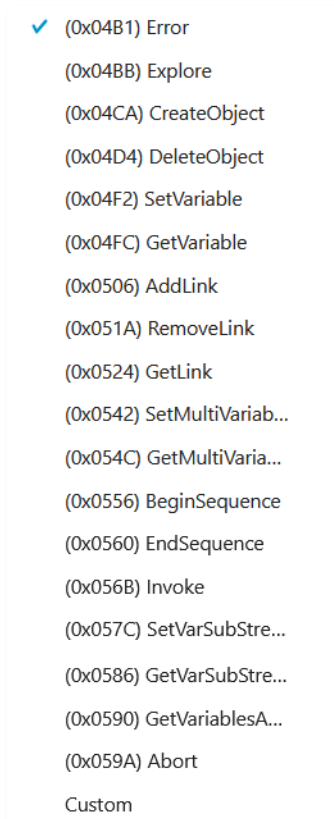 (0x04B1) Error
(0x04BB) Explore
(0x04CA) CreateObject
(0x04D4) DeleteObject
(0x04F2) SetVariable
(0x04FC) GetVariable
(0x0506) AddLink
(0x051A) RemoveLink
(0x0524) GetLink
(0x0542) SetMultiVariab...
(0x054C) GetMultiVaria...
(0x0556) BeginSequence
(0x0560) EndSequence
(0x056B) Invoke
(0x057C) SetVarSubStre...
(0x0586) GetVarSubStre...
(0x0590) GetVariablesA...
(0x059A) Abort
Custom